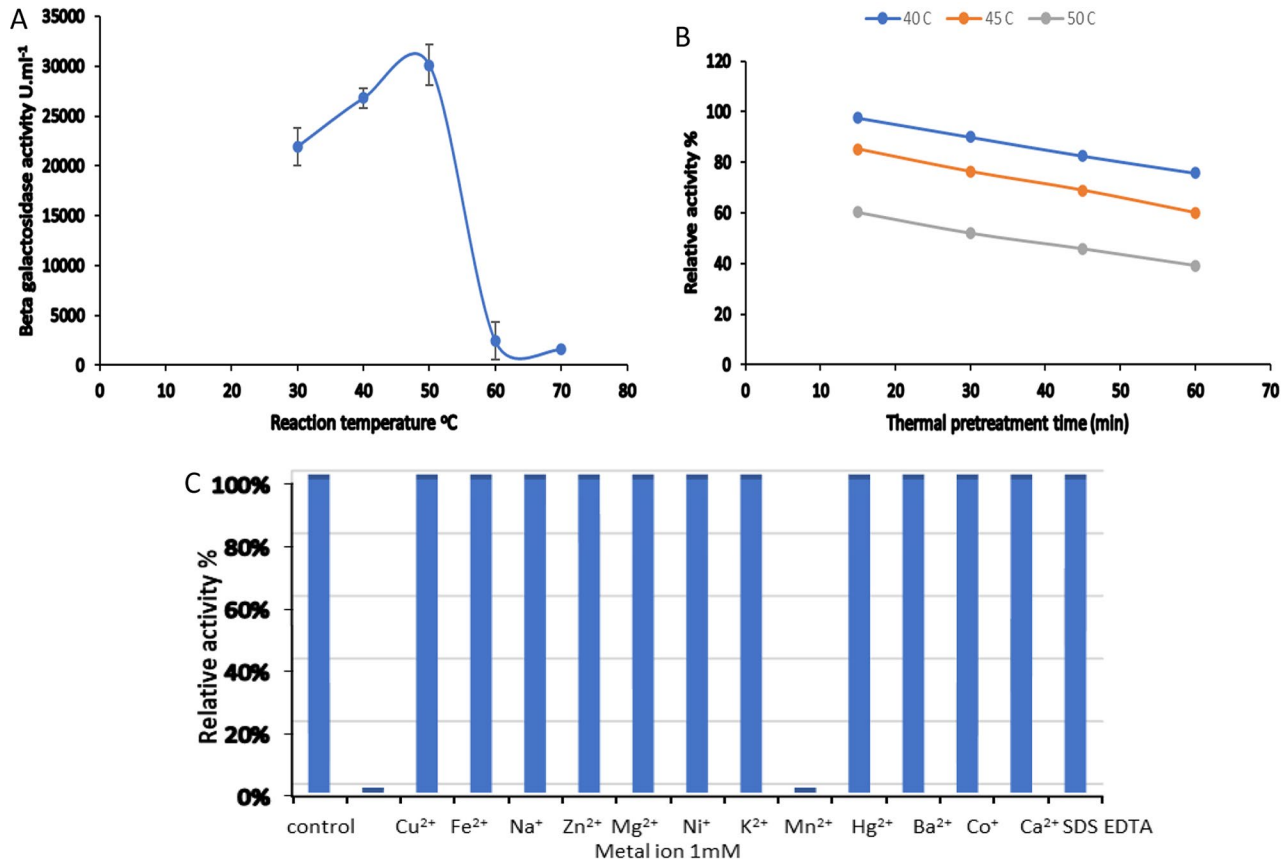 A
35000
30000
25000
20000
15000
10000
5000
0
Beta galactosidase activity U.ml⁻¹
0 10 20 30 40 50 60 70 80
Reaction temperature ºC
40 C 45 C 50 C
B
120
100
80
60
40
20
0
Relative activity %
0 10 20 30 40 50 60 70
Thermal pretreatment time (min)
C
100%
80%
60%
40%
20%
0%
Relative activity %
control Cu²⁺ Fe²⁺ Na⁺ Zn²⁺ Mg²⁺ Ni⁺ K²⁺ Mn²⁺ Hg²⁺ Ba²⁺ Co⁺ Ca²⁺ SDS EDTA
Metal ion 1mM